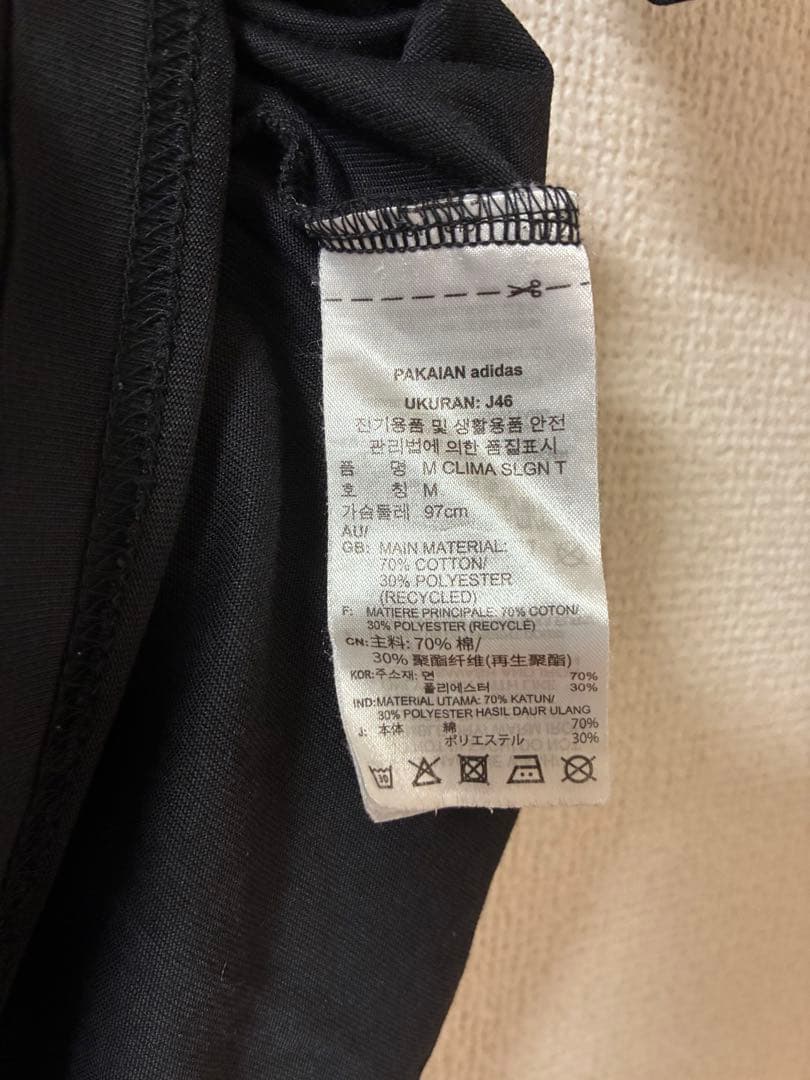 PAKAIAN adidas
UKURAN: J46
전기용품 및 생활용품 안전
관리법에 의한 품질표시
품 명 M CLIMA SLGN T
호 칭 M
가슴둘레 97cm
AU/
GB: MAIN MATERIAL:
70% COTTON/
30% POLYESTER
(RECYCLED)
F: MATIERE PRINCIPALE: 70% COTON/
30% POLYESTER (RECYCLÉ)
CN:主料: 70% 棉/
30% 聚酯纤维(再生聚酯)
KOR:주소재: 면 70%
폴리에스터 30%
IND:MATERIAL UTAMA: 70% KATUN/
30% POLYESTER HASIL DAUR ULANG
J: 本体 綿 70%
ポリエステル 30%
30